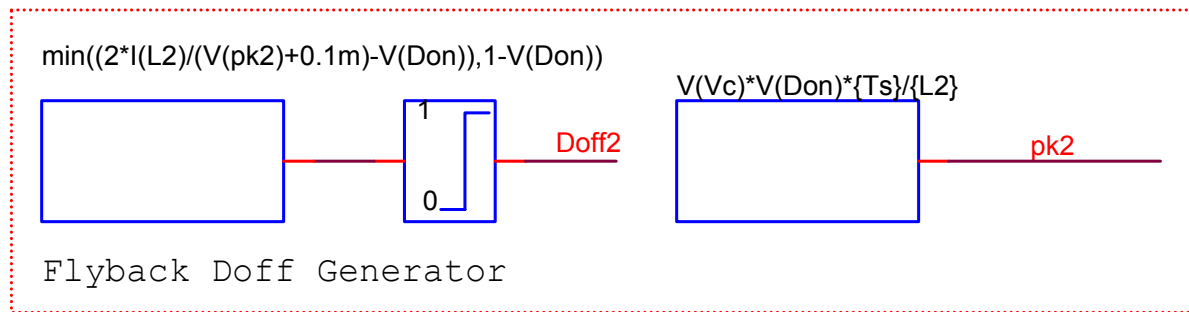 min((2*I(L2)/(V(pk2)+0.1m)-V(Don)),1-V(Don))
V(Vc)*V(Don)*{Ts}/{L2}
1
0
Doff2
pk2
Flyback Doff Generator